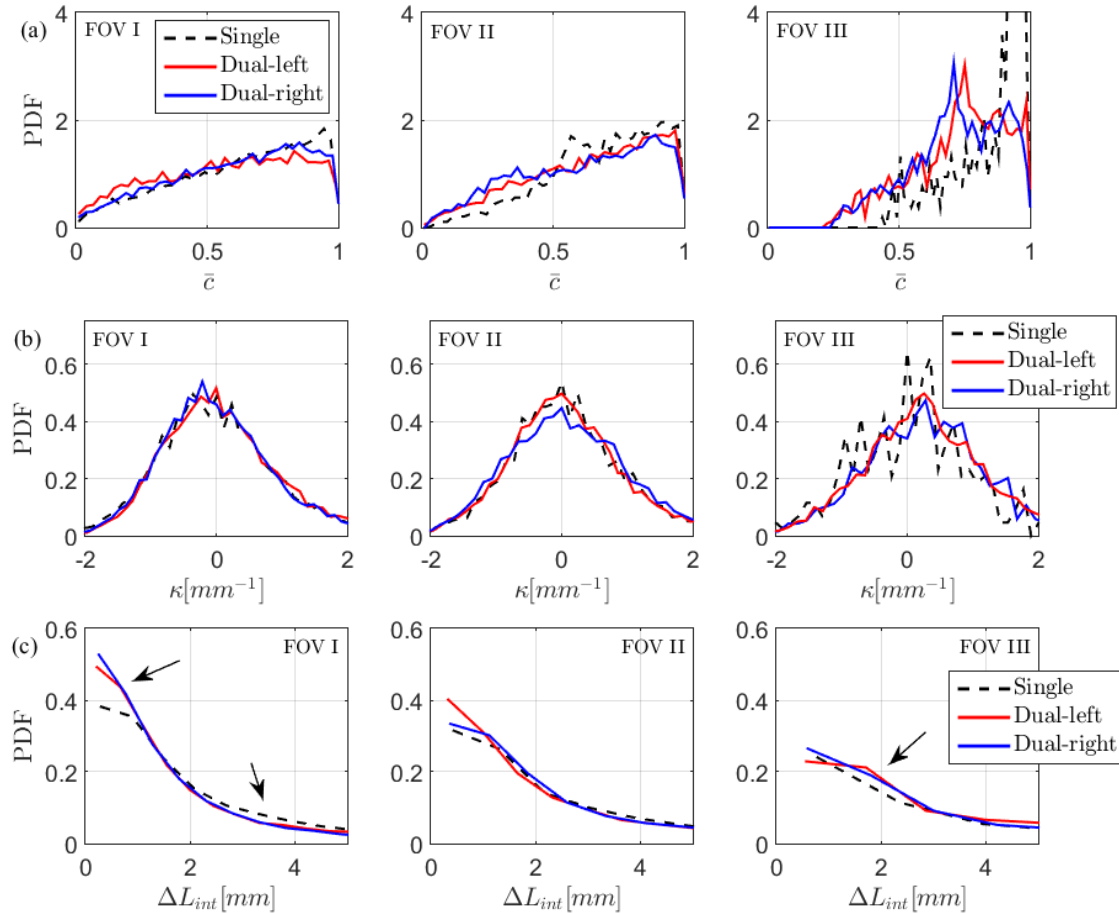 (a)
FOV I
Single
Dual-left
Dual-right
FOV II
FOV III
PDF
4
2
0
0
0.5
1
c̄
4
2
0
0
0.5
1
c̄
4
2
0
0
0.5
1
c̄
(b)
FOV I
FOV II
FOV III
Single
Dual-left
Dual-right
PDF
0.6
0.4
0.2
0
-2
0
2
κ[mm⁻¹]
0.6
0.4
0.2
0
-2
0
2
κ[mm⁻¹]
0.6
0.4
0.2
0
-2
0
2
κ[mm⁻¹]
(c)
FOV I
FOV II
FOV III
Single
Dual-left
Dual-right
PDF
0.6
0.4
0.2
0
0
2
4
ΔL_int[mm]
0.6
0.4
0.2
0
0
2
4
ΔL_int[mm]
0.6
0.4
0.2
0
0
2
4
ΔL_int[mm]